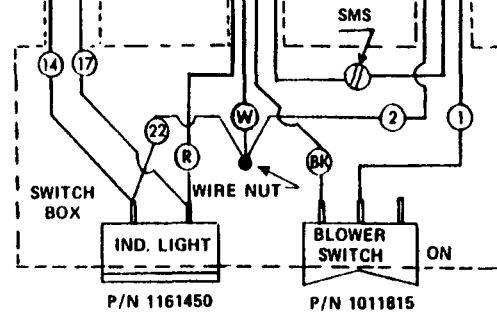 SMS
14
17
22
W
2
1
R
BK
WIRE NUT
SWITCH
BOX
IND. LIGHT
BLOWER
SWITCH
ON
P/N 1161450
P/N 1011815